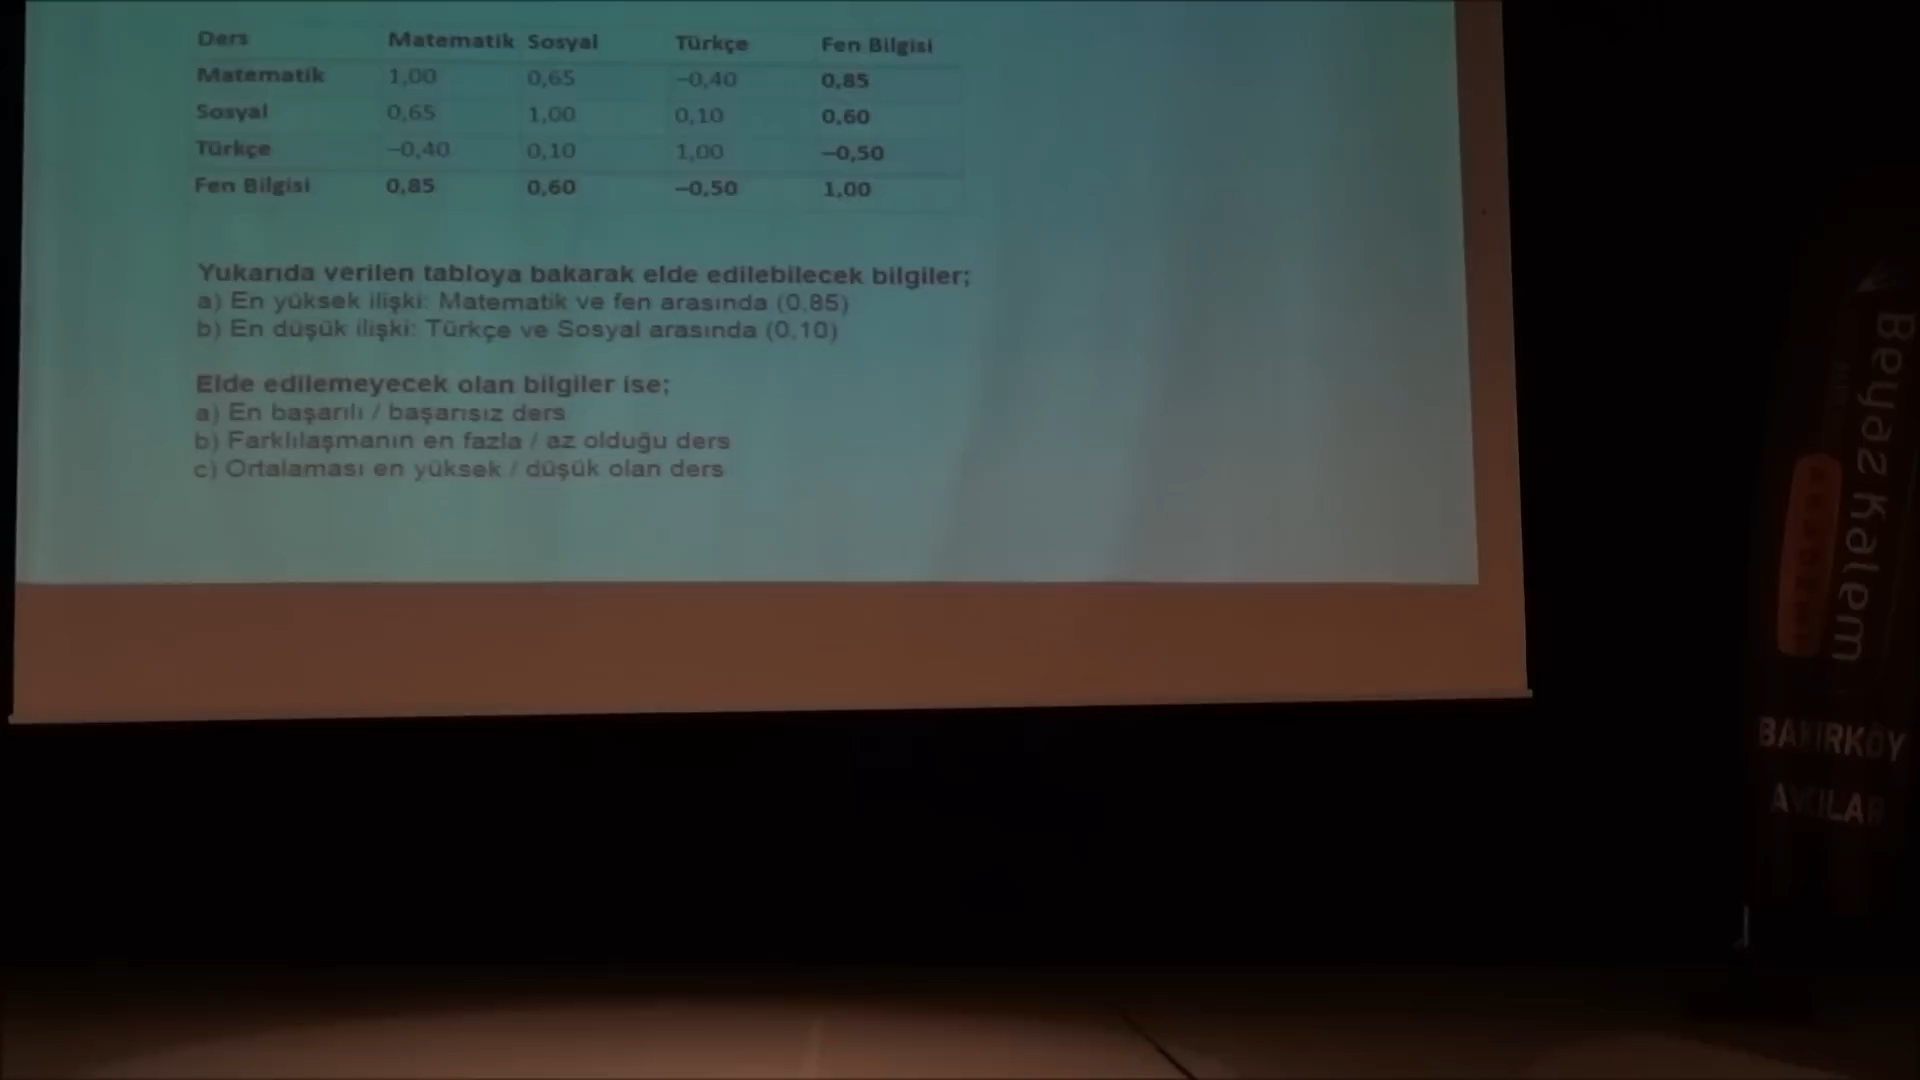 Ders Matematik Sosyal Türkçe Fen Bilgisi
Matematik 1,00 0,65 –0,40 0,85
Sosyal 0,65 1,00 0,10 0,60
Türkçe –0,40 0,10 1,00 –0,50
Fen Bilgisi 0,85 0,60 –0,50 1,00
Yukarıda verilen tabloya bakarak elde edilebilecek bilgiler;
a) En yüksek ilişki: Matematik ve fen arasında (0,85)
b) En düşük ilişki: Türkçe ve Sosyal arasında (0,10)
Elde edilemeyecek olan bilgiler ise;
a) En başarılı / başarısız ders
b) Farklılaşmanın en fazla / az olduğu ders
c) Ortalaması en yüksek / düşük olan ders
Beyaz Kalem
BAKIRKÖY
AVCILAR